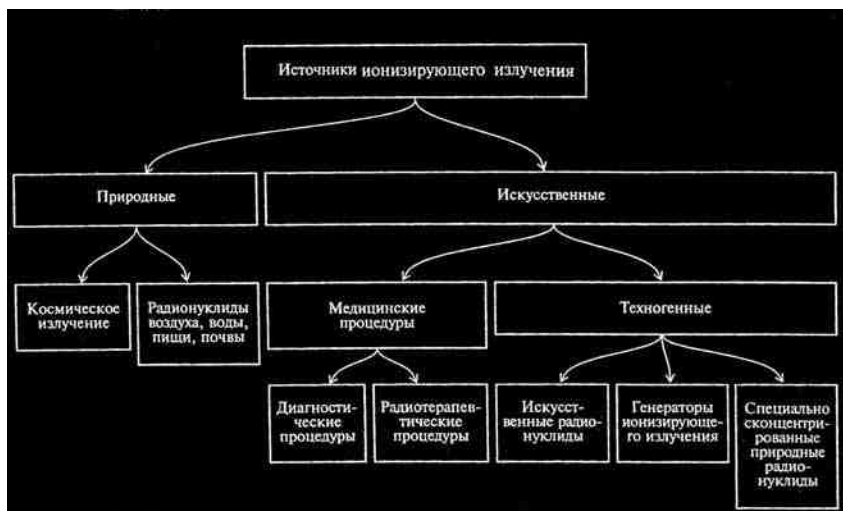 Источники ионизирующего излучения
Природные
Искусственные
Космическое
излучение
Радионуклиды
воздуха, воды,
пищи, почвы
Медицинские
процедуры
Техногенные
Диагности-
ческие
процедуры
Радиотерапев-
тические
процедуры
Искусст-
венные радио-
нуклиды
Генераторы
ионизирующе-
го излучения
Специально
сконцентри-
рованные
природные
радио-
нуклиды